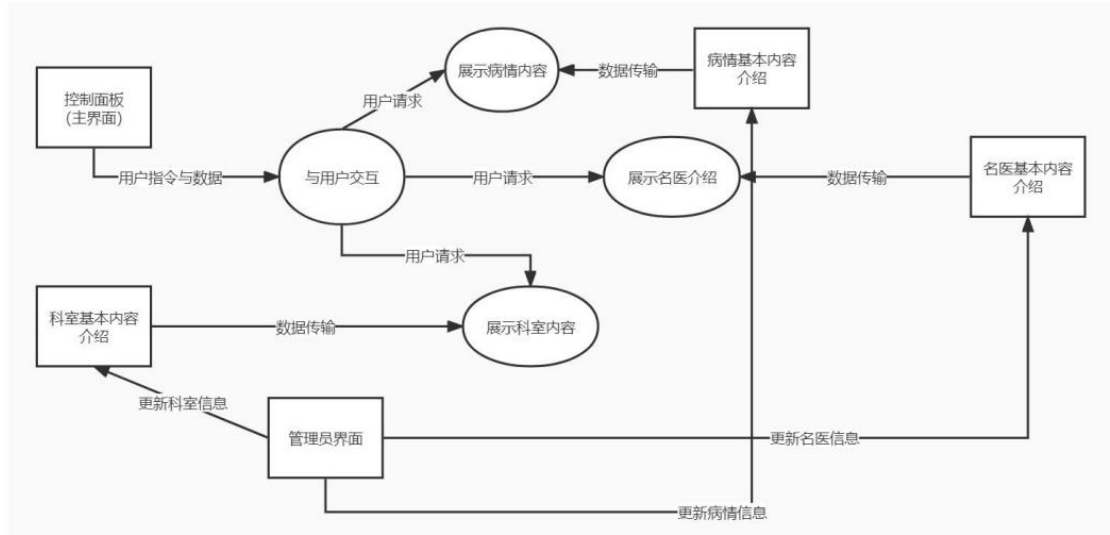 展示病情内容
数据传输
病情基本内容
介绍
控制面板
(主界面)
用户请求
用户指令与数据
与用户交互
用户请求
展示名医介绍
数据传输
名医基本内容
介绍
用户请求
科室基本内容
介绍
数据传输
展示科室内容
更新科室信息
管理员界面
更新名医信息
更新病情信息